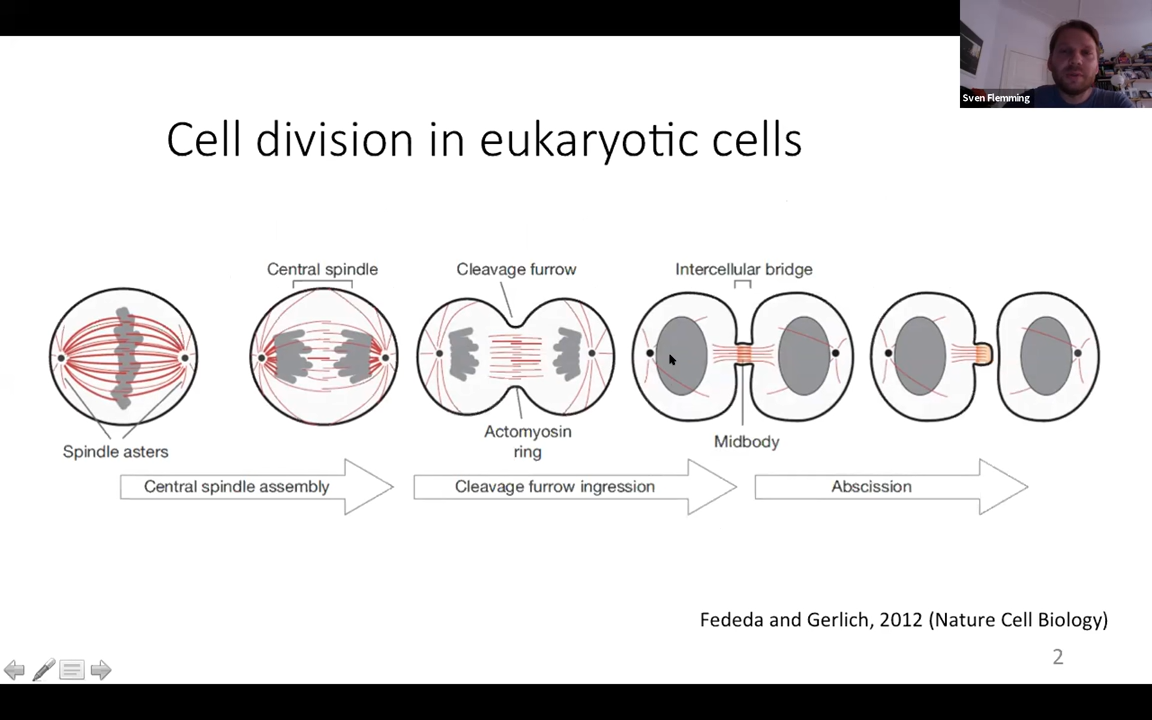 Sven Flemming
Cell division in eukaryotic cells
Central spindle
Cleavage furrow
Intercellular bridge
Spindle asters
Actomyosin
ring
Midbody
Central spindle assembly
Cleavage furrow ingression
Abscission
Fededa and Gerlich, 2012 (Nature Cell Biology)
2